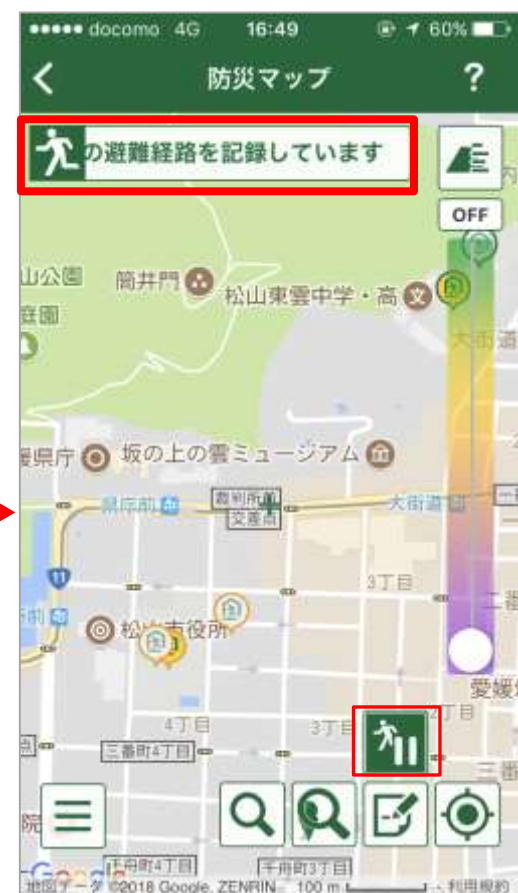 docomo 4G 16:49 60%
防災マップ ?
の避難経路を記録しています
OFF
山公園
筒井門
松山東雲中学・高
文
庭園
大街道
県庁
坂の上の雲ミュージアム
県庁前
裁判所前
交差点
大街道
11
3丁目
松山市役所
4丁目
3丁目
2丁目
三番町4丁目
千舟町4丁目
千舟町3丁目
地図データ ©2018 Google, ZENRIN 100 m 利用規約